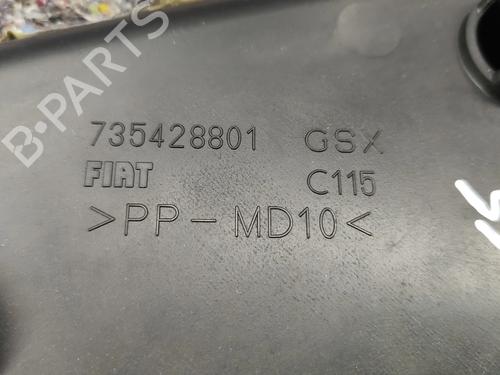 B-PARTS
735428801 GSX
FIAT C115
>PP-MD10<